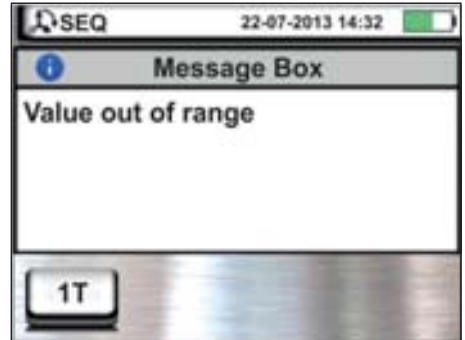 SEQ 22-07-2013 14:32
Message Box
Value out of range
1T